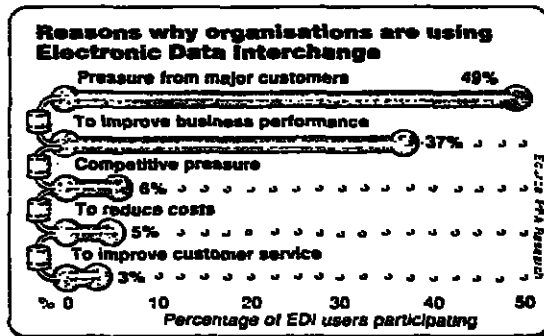 Reasons why organisations are using
Electronic Data Interchange
Pressure from major customers 49%
To improve business performance
37%
Competitive pressure
6%
To reduce costs
5%
To improve customer service
3%
% 0 10 20 30 40 50
Percentage of EDI users participating
Research